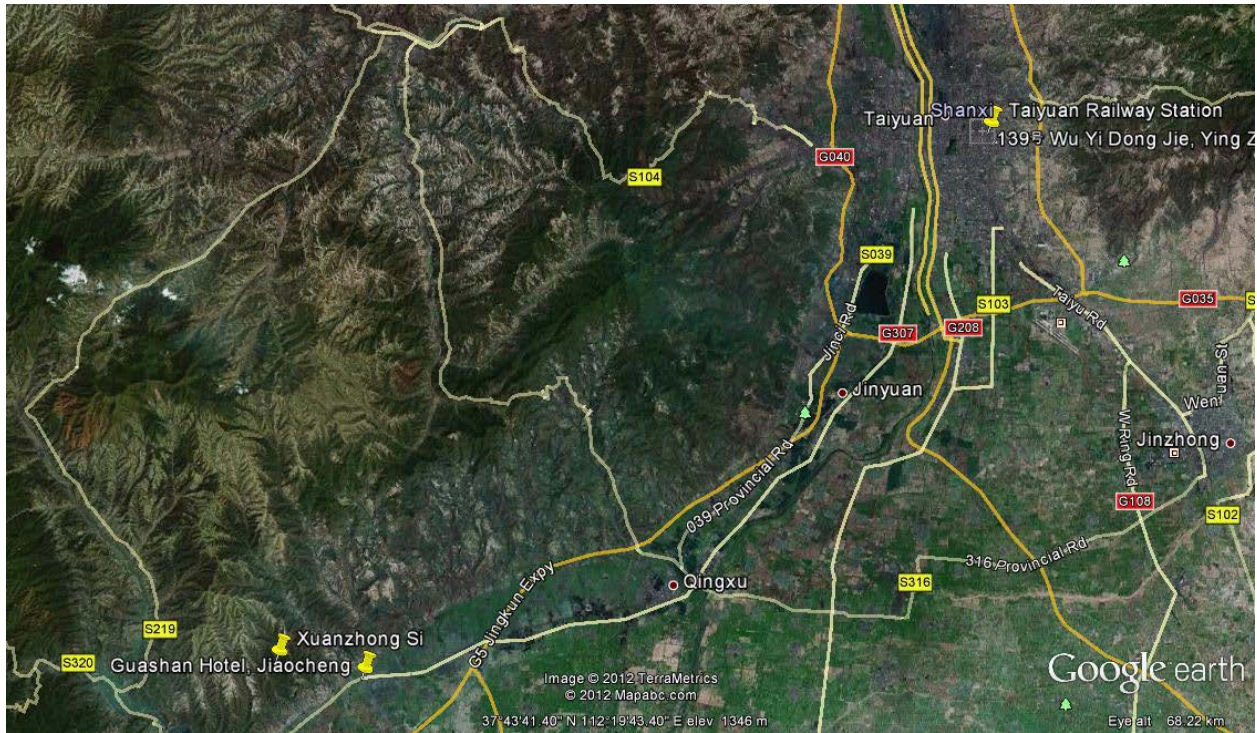 Shanxi
Taiyuan
Taiyuan Railway Station
139号 Wu Yi Dong Jie, Ying Z
G040
S104
S039
S103
G035
G307
G208
Taiyu Rd
Jinci Rd
Jinyuan
uan St
Wen
Jinzhong
W Ring Rd
G108
S102
039 Provincial Rd
316 Provincial Rd
G5 Jingkun Expy
Qingxu
S316
S219
Xuanzhong Si
S320
Guashan Hotel, Jiaocheng
Google earth
Image © 2012 TerraMetrics
© 2012 Mapabc.com
37°43'41.40" N 112°19'43.40" E elev 1346 m
Eye alt 68.22 km